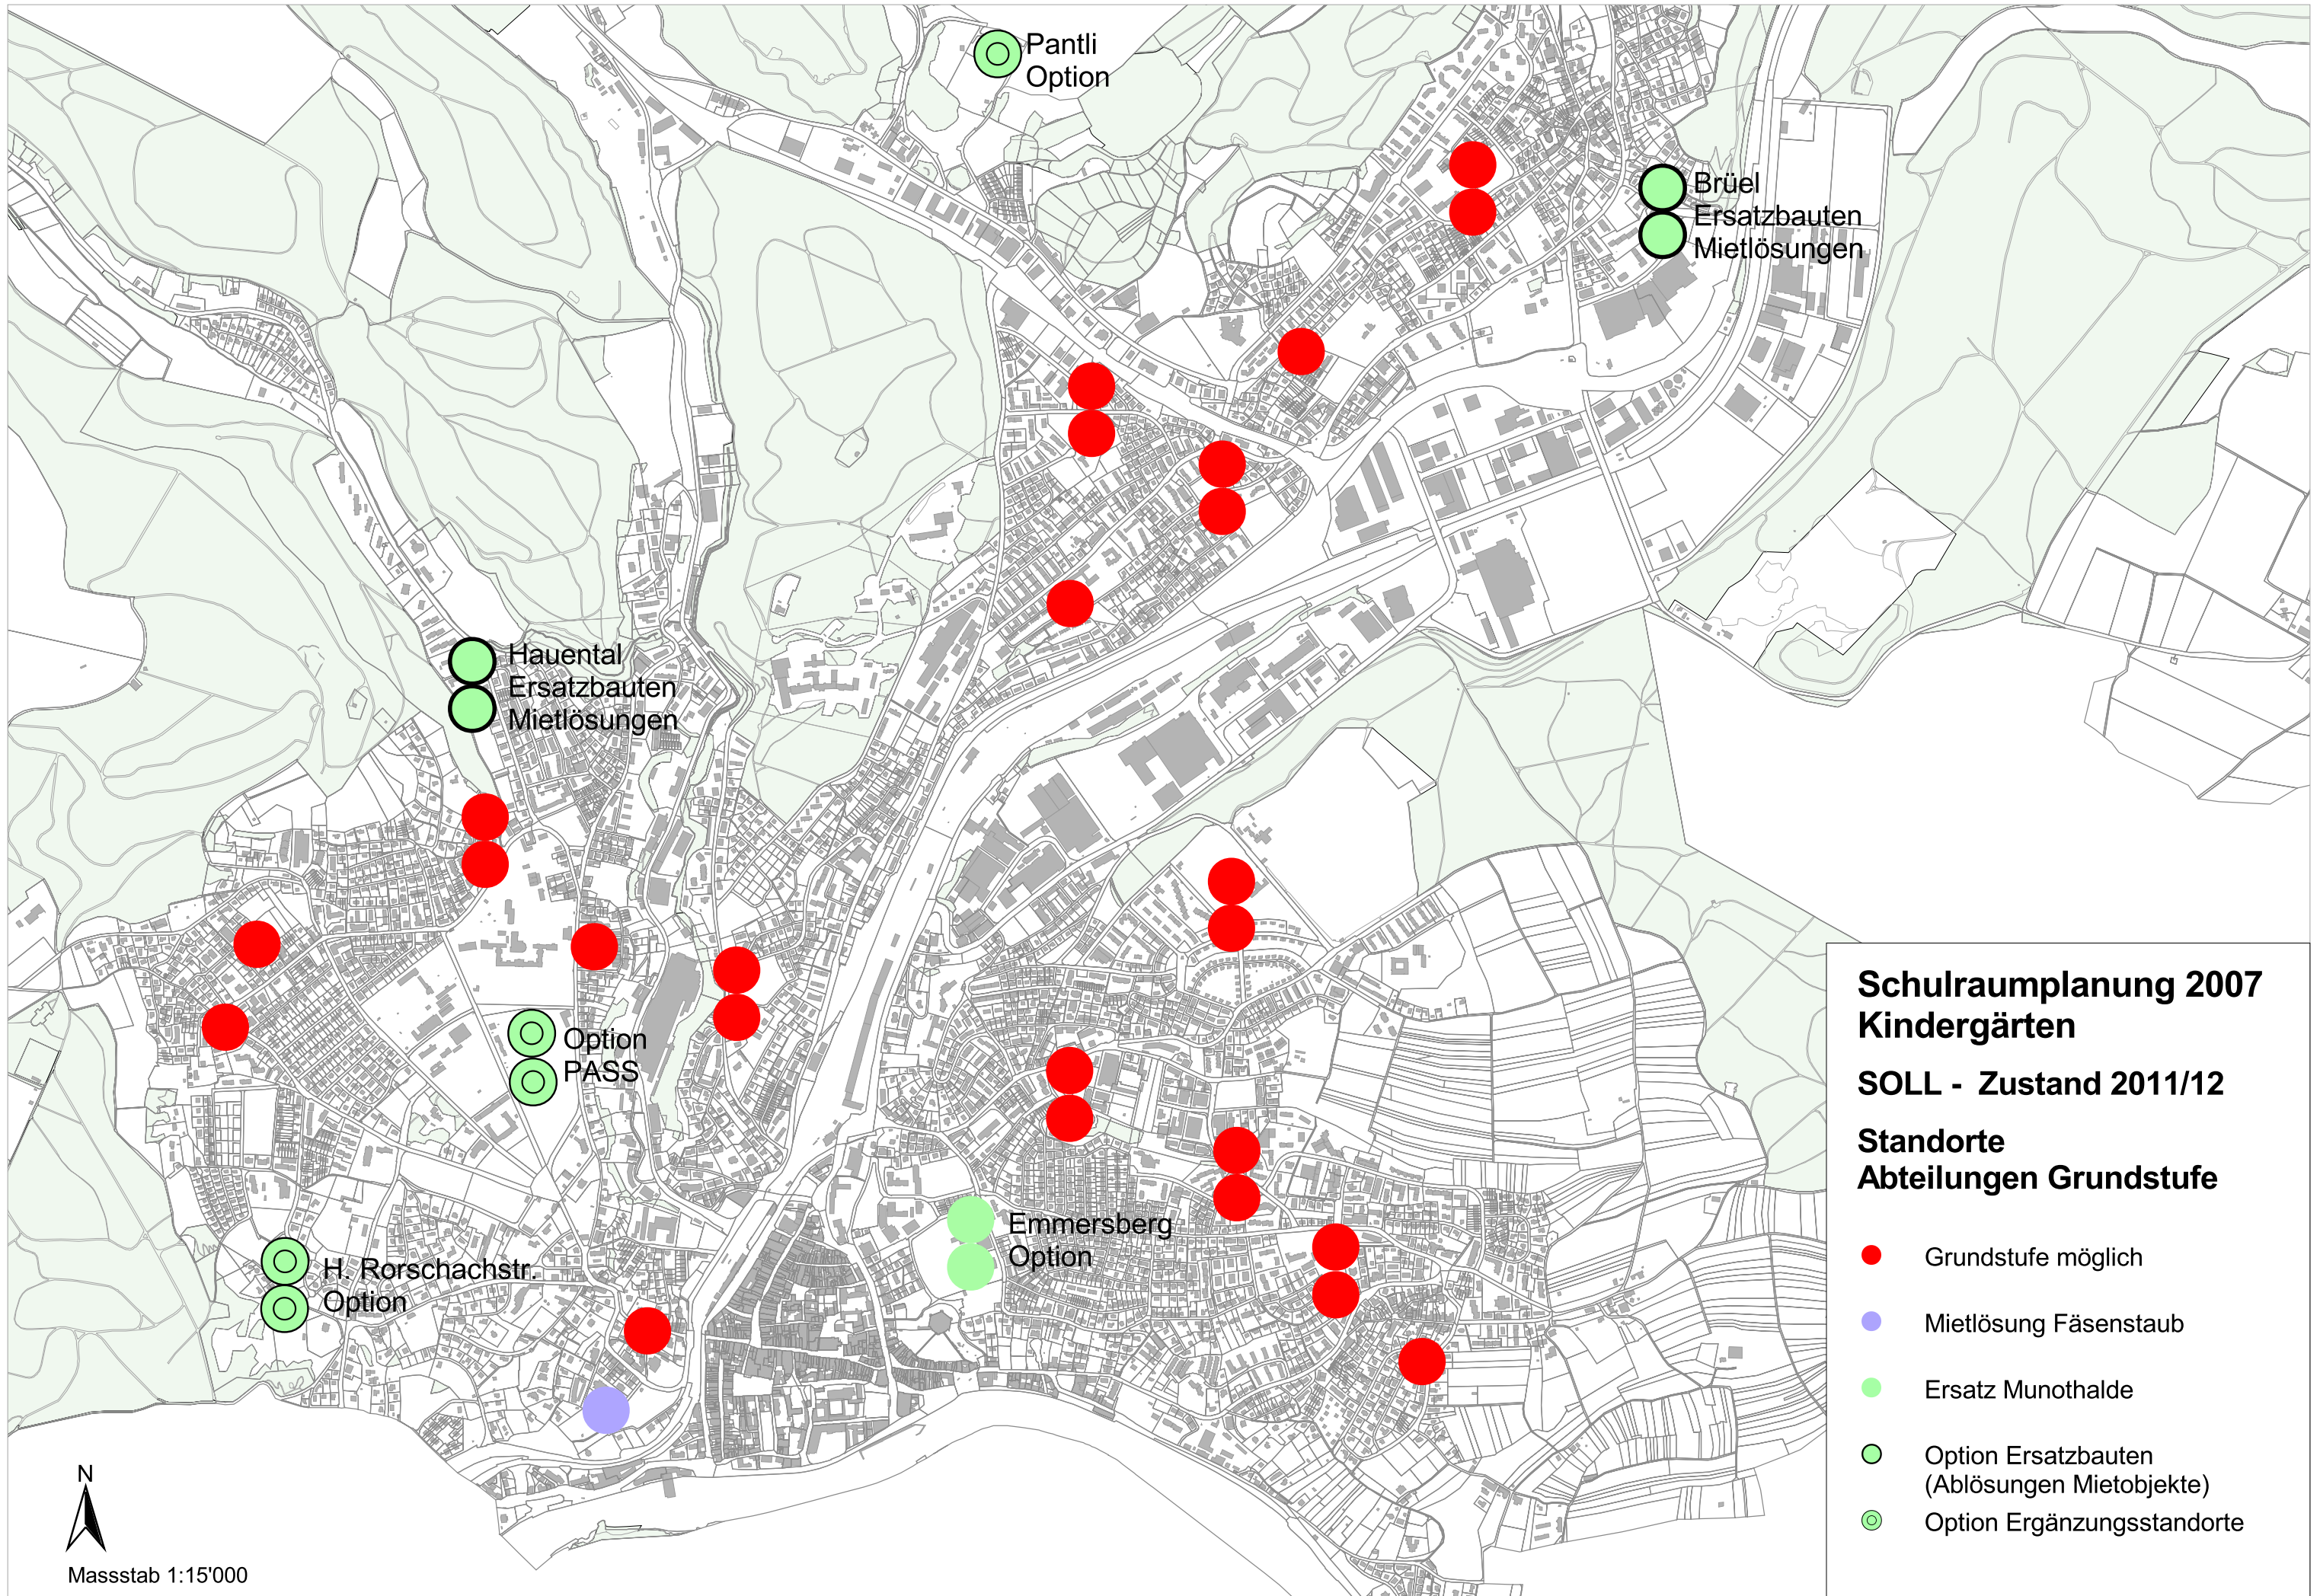 Pantli
Option
Brüel
Ersatzbauten
Mietlösungen
Hauental
Ersatzbauten
Mietlösungen
Option
PASS
Emmersberg
Option
H. Rorschachstr.
Option
Schulraumplanung 2007
Kindergärten
SOLL - Zustand 2011/12
Standorte
Abteilungen Grundstufe
Grundstufe möglich
Mietlösung Fäsenstaub
Ersatz Munothalde
Option Ersatzbauten
(Ablösungen Mietobjekte)
Option Ergänzungsstandorte
N
Massstab 1:15'000